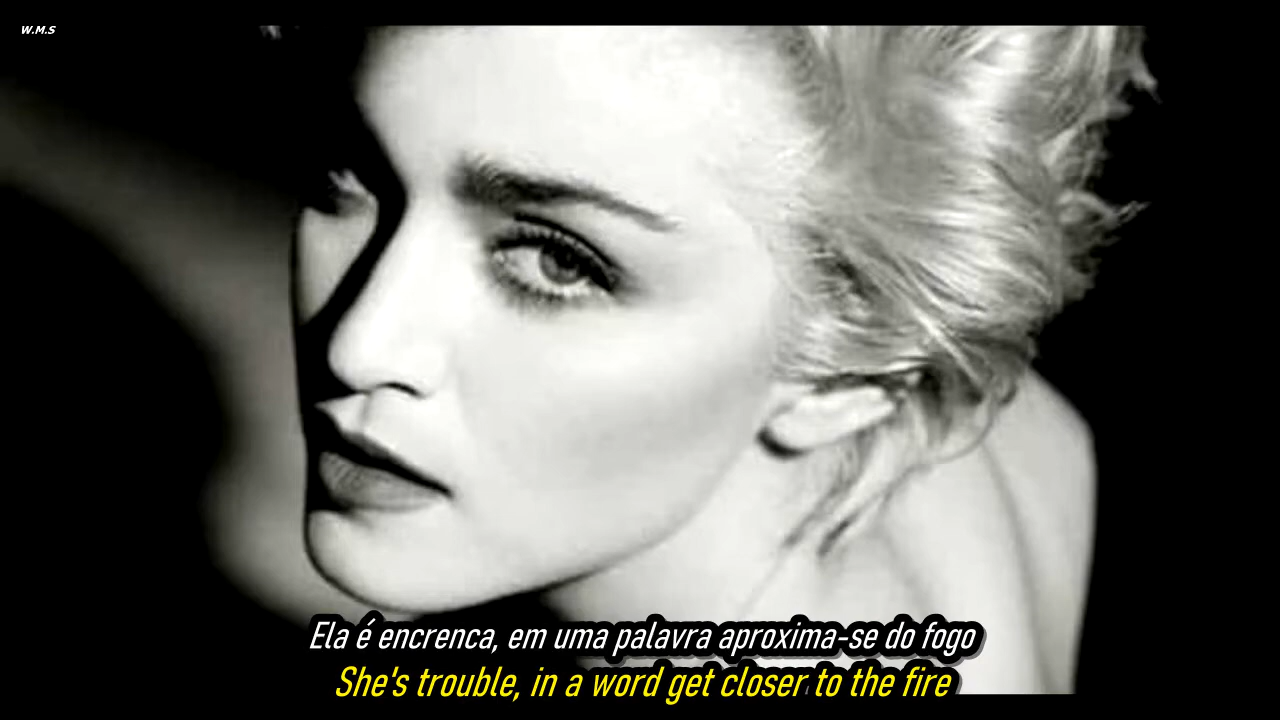 W.M.S
Ela é encrenca, em uma palavra aproxima-se do fogo
She's trouble, in a word get closer to the fire